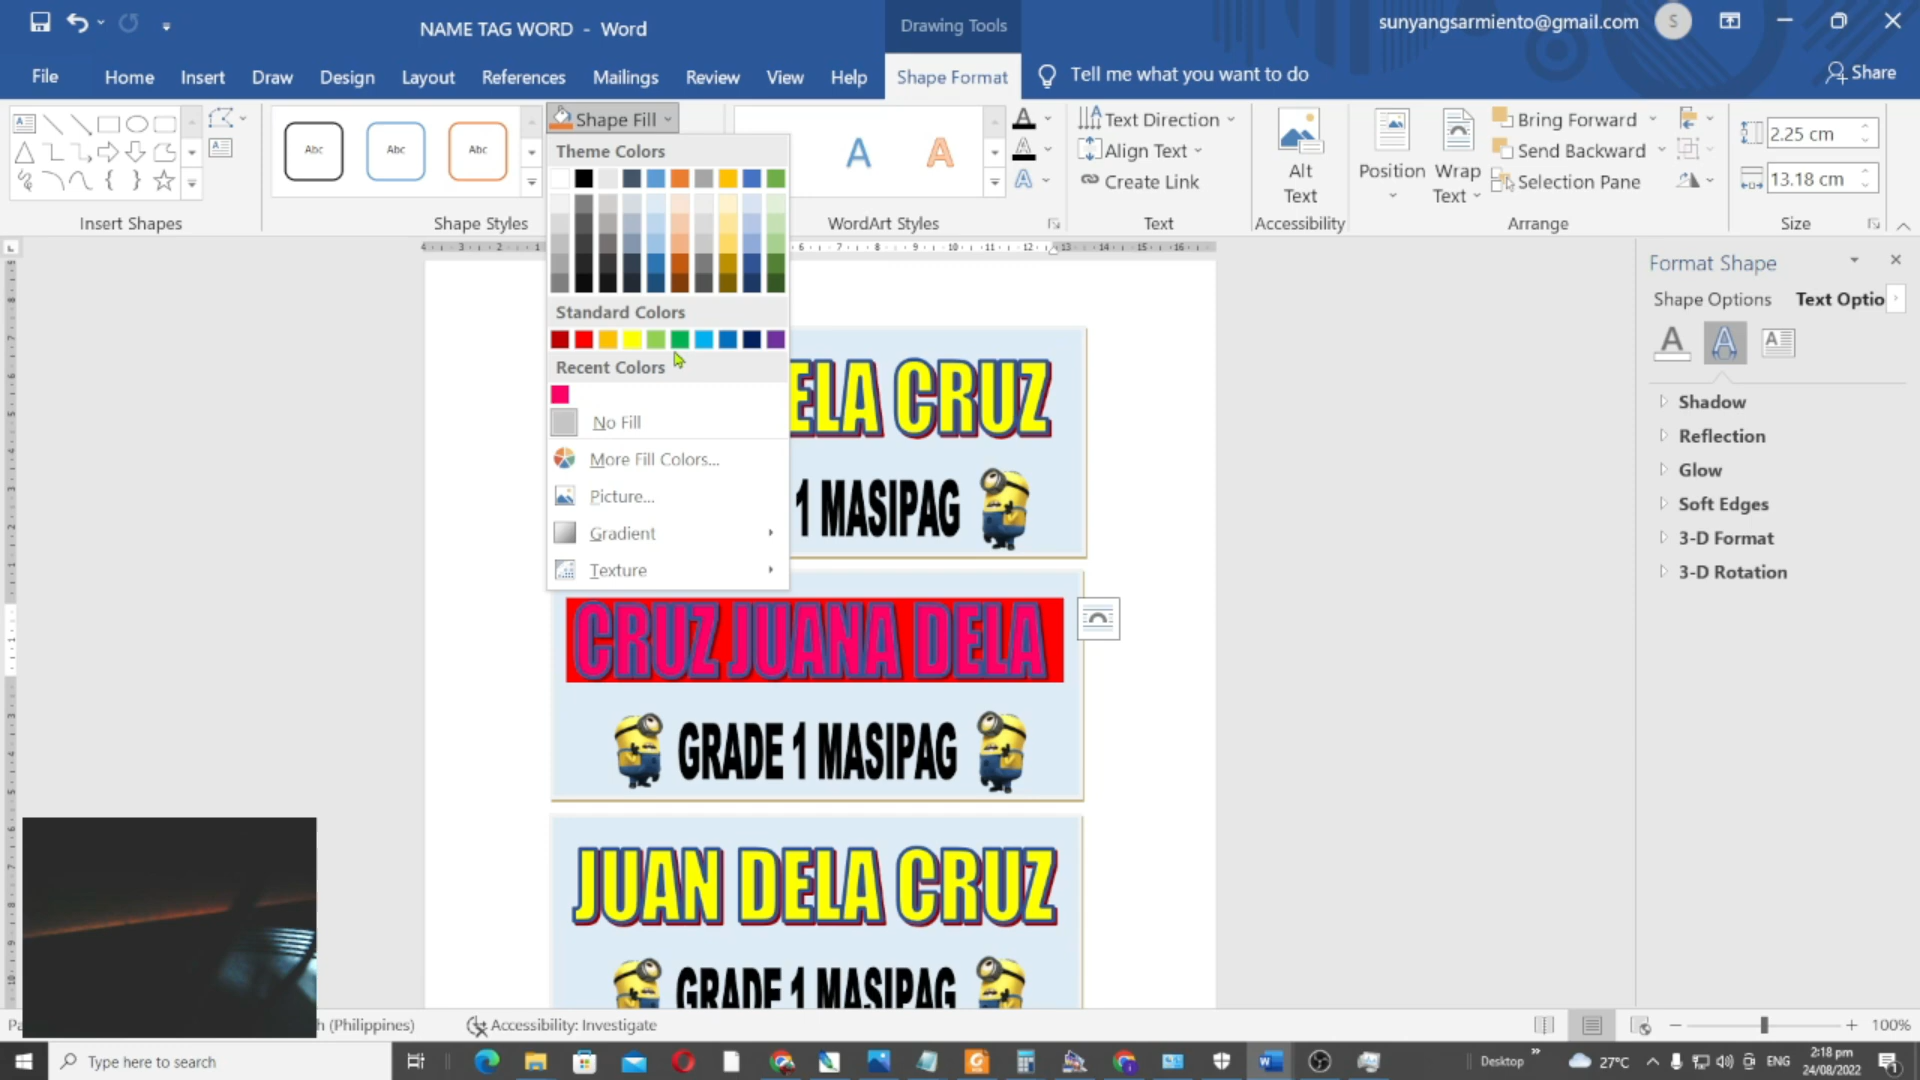 NAME TAG WORD - Word
Drawing Tools
sunyangsarmiento@gmail.com
S
File Home Insert Draw Design Layout References Mailings Review View Help Shape Format Tell me what you want to do Share
Abc Abc Abc
Shape Fill
A A
Text Direction
Align Text
Create Link
Alt Text
Position
Wrap Text
Bring Forward
Send Backward
Selection Pane
2.25 cm
13.18 cm
Insert Shapes
Shape Styles
WordArt Styles
Text
Accessibility
Arrange
Size
Theme Colors
Standard Colors
Recent Colors
No Fill
More Fill Colors...
Picture...
Gradient
Texture
ELA CRUZ
1 MASIPAG
CRUZ JUANA DELA
GRADE 1 MASIPAG
JUAN DELA CRUZ
GRADE 1 MASIPAG
Format Shape
Shape Options Text Optio
Shadow
Reflection
Glow
Soft Edges
3-D Format
3-D Rotation
h (Philippines)
Accessibility: Investigate
100%
Type here to search
Desktop
27°C
ENG
2:18 pm
24/08/2022